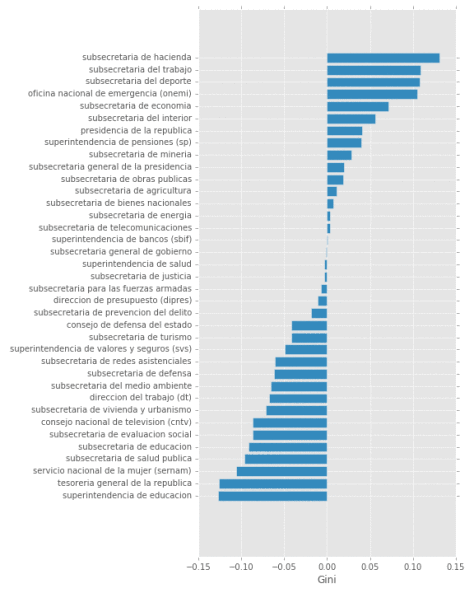 subsecretaria de hacienda
subsecretaria del trabajo
subsecretaria del deporte
oficina nacional de emergencia (onemi)
subsecretaria de economia
subsecretaria del interior
presidencia de la republica
superintendencia de pensiones (sp)
subsecretaria de mineria
subsecretaria general de la presidencia
subsecretaria de obras publicas
subsecretaria de agricultura
subsecretaria de bienes nacionales
subsecretaria de energia
subsecretaria de telecomunicaciones
superintendencia de bancos (sbif)
subsecretaria general de gobierno
superintendencia de salud
subsecretaria de justicia
subsecretaria para las fuerzas armadas
direccion de presupuesto (dipres)
subsecretaria de prevencion del delito
consejo de defensa del estado
subsecretaria de turismo
superintendencia de valores y seguros (svs)
subsecretaria de redes asistenciales
subsecretaria de defensa
subsecretaria del medio ambiente
direccion del trabajo (dt)
subsecretaria de vivienda y urbanismo
consejo nacional de television (cntv)
subsecretaria de evaluacion social
subsecretaria de educacion
subsecretaria de salud publica
servicio nacional de la mujer (sernam)
tesoreria general de la republica
superintendencia de educacion
−0.15 −0.10 −0.05 0.00 0.05 0.10 0.15
Gini